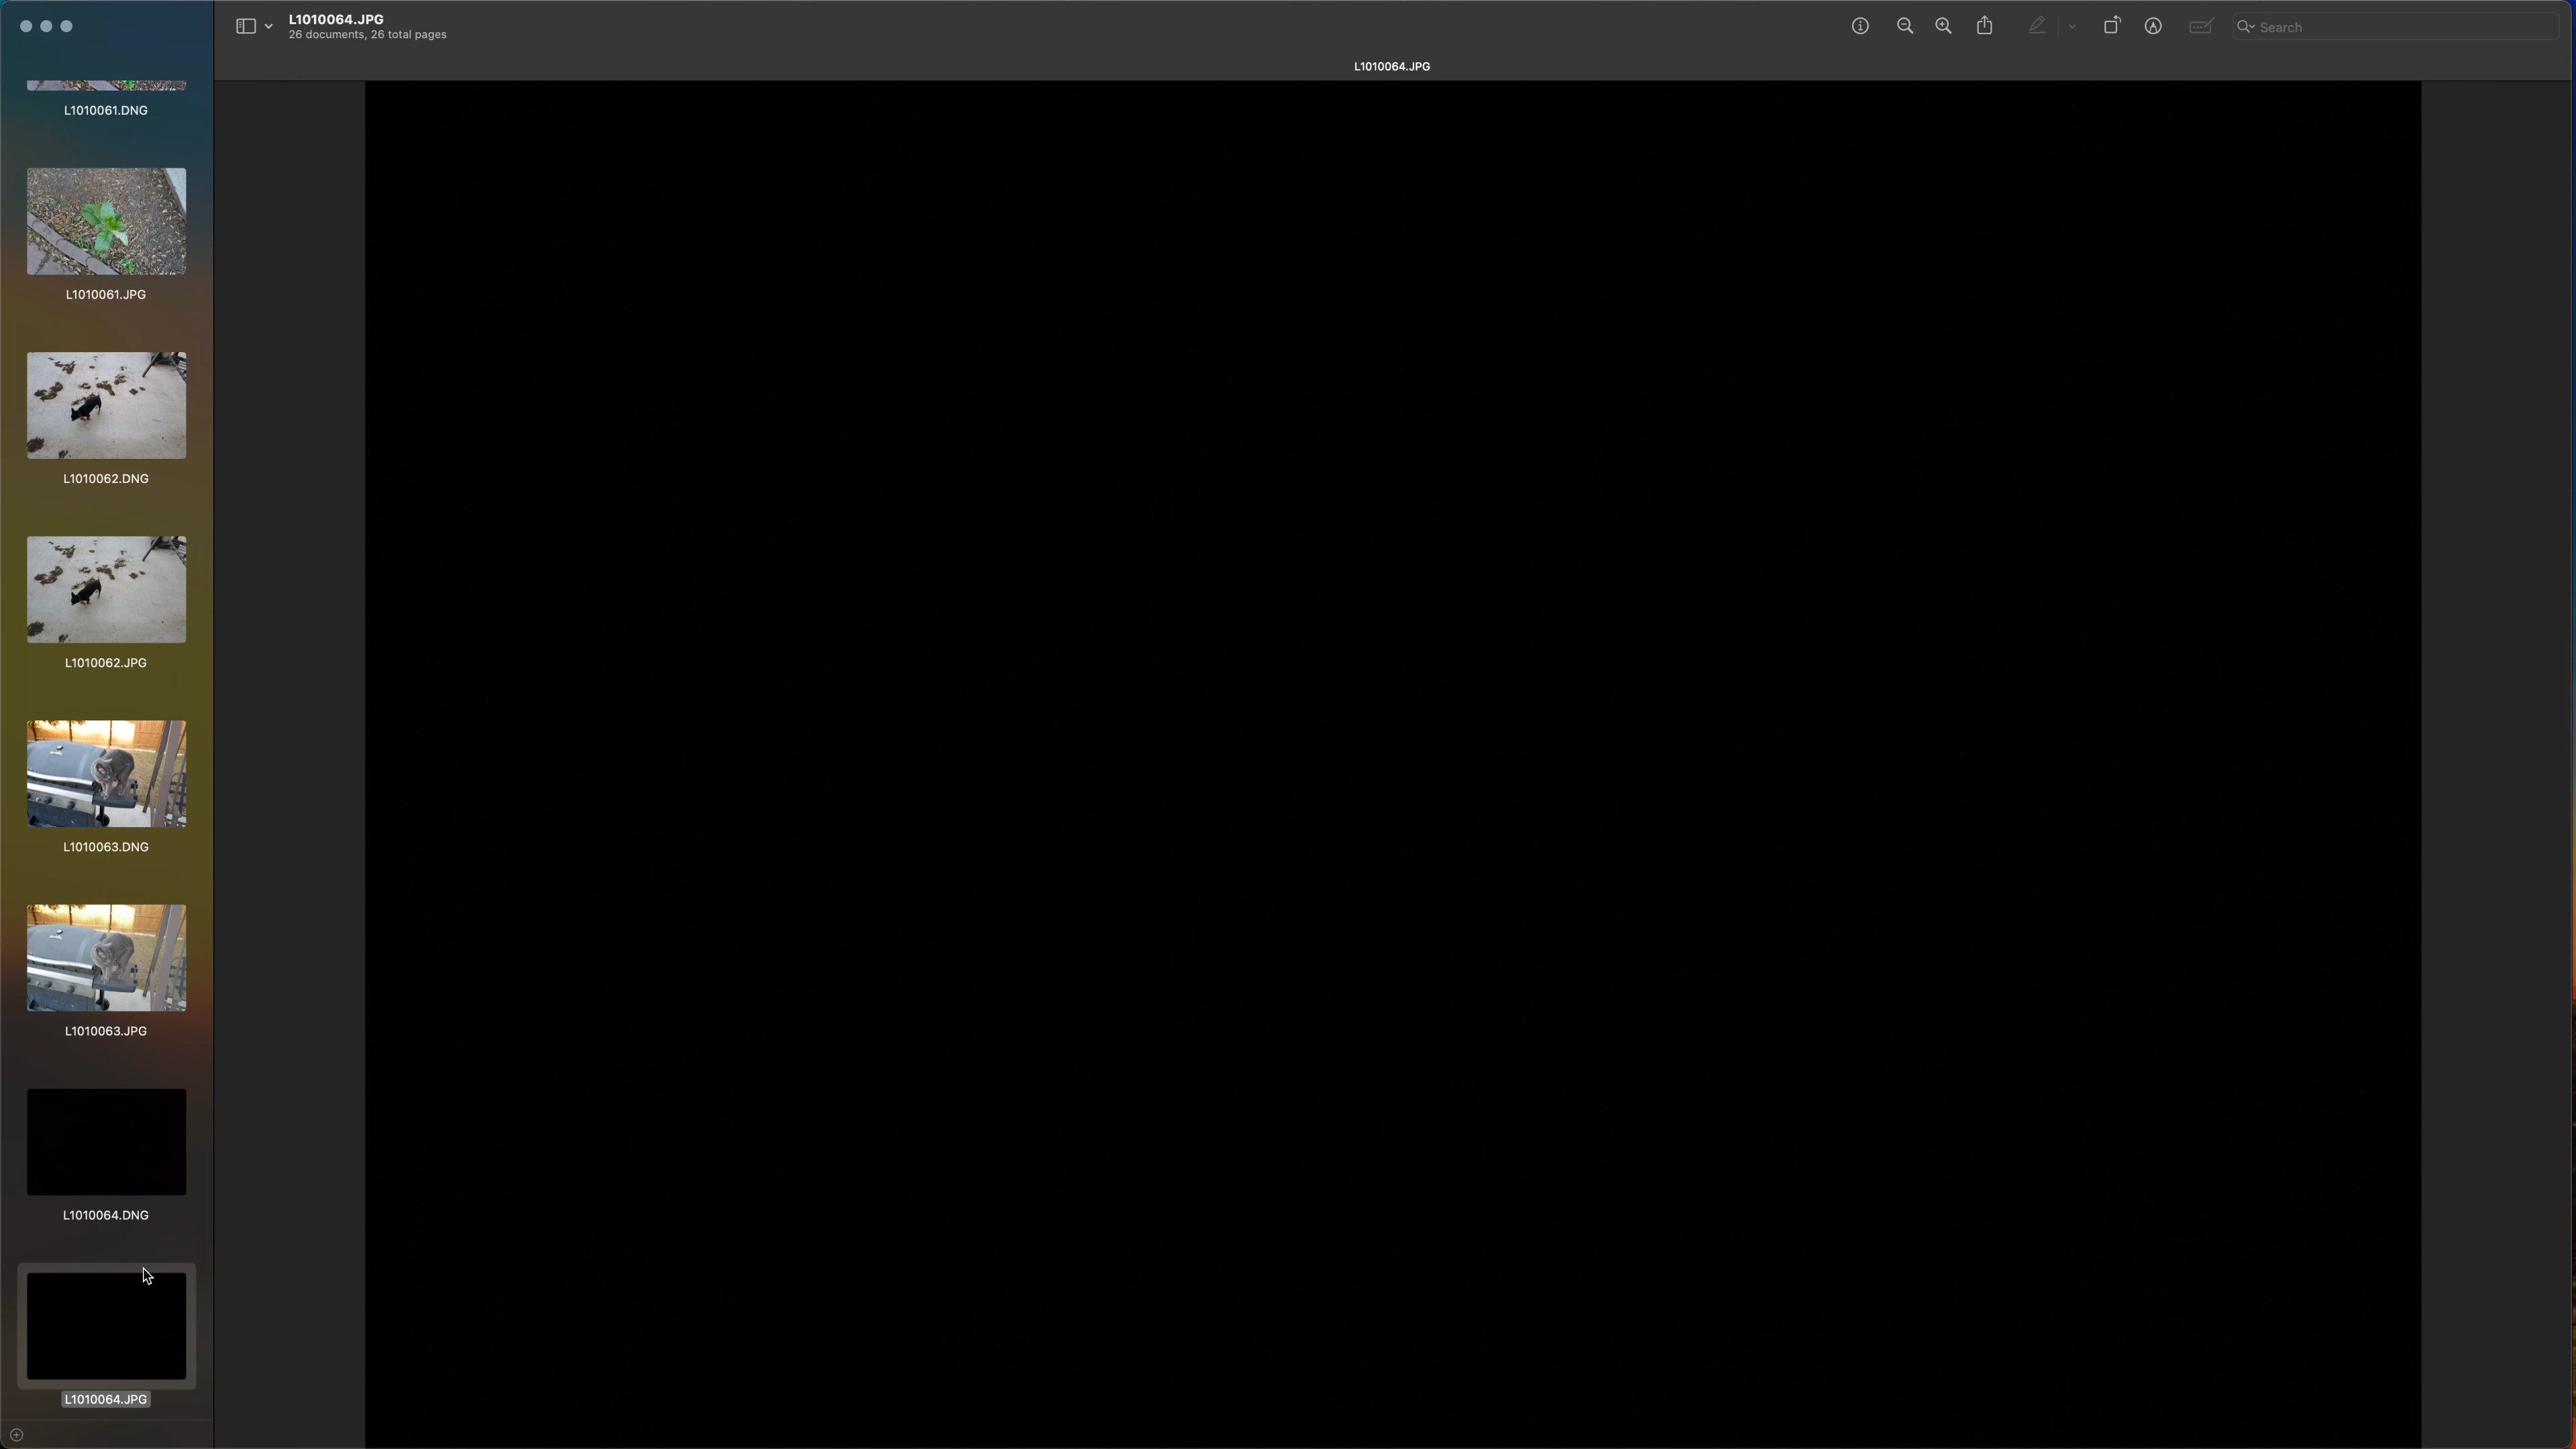 L1010064.JPG
26 documents, 26 total pages
Search
L1010064.JPG
L1010061.DNG
L1010061.JPG
L1010062.DNG
L1010062.JPG
L1010063.DNG
L1010063.JPG
L1010064.DNG
L1010064.JPG